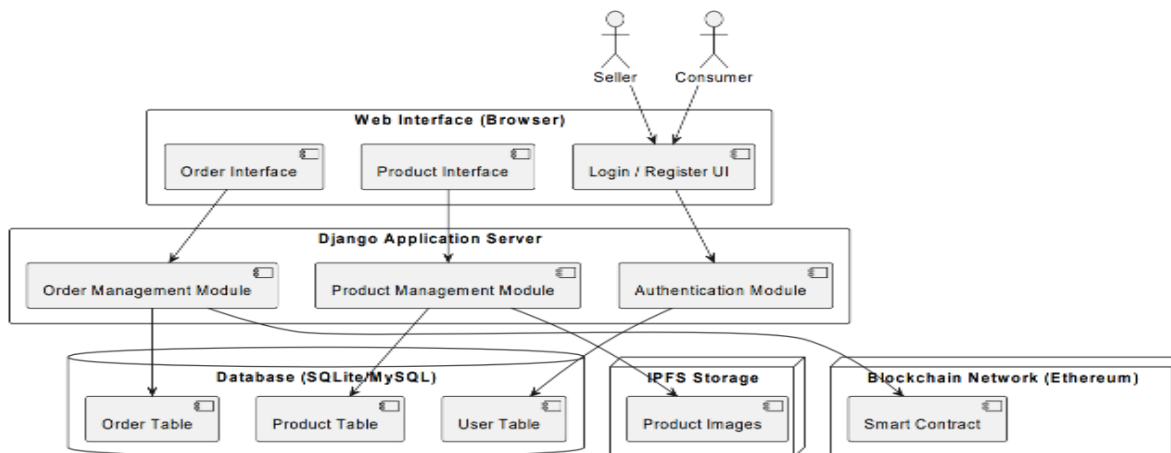 Seller
Consumer
Web Interface (Browser)
Order Interface
Product Interface
Login / Register UI
Django Application Server
Order Management Module
Product Management Module
Authentication Module
Database (SQLite/MySQL)
IPFS Storage
Blockchain Network (Ethereum)
Order Table
Product Table
User Table
Product Images
Smart Contract